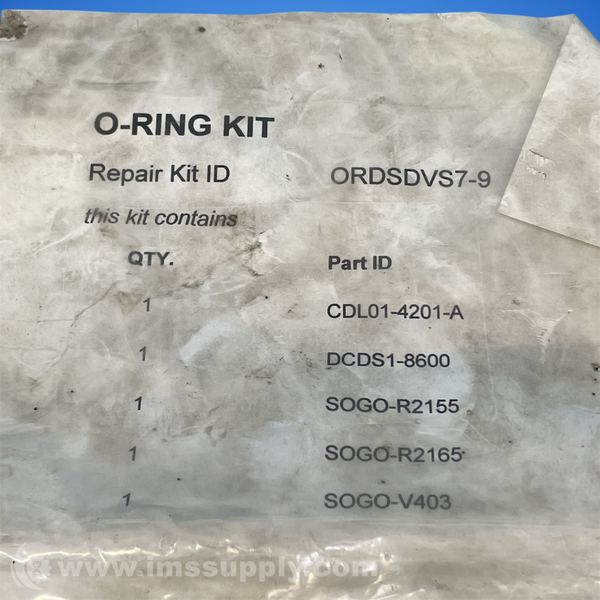 O-RING KIT
Repair Kit ID ORDSDVS7-9
this kit contains
QTY. Part ID
1 CDL01-4201-A
1 DCDS1-8600
1 SOGO-R2155
1 SOGO-R2165
1 SOGO-V403
www.imssupply.com